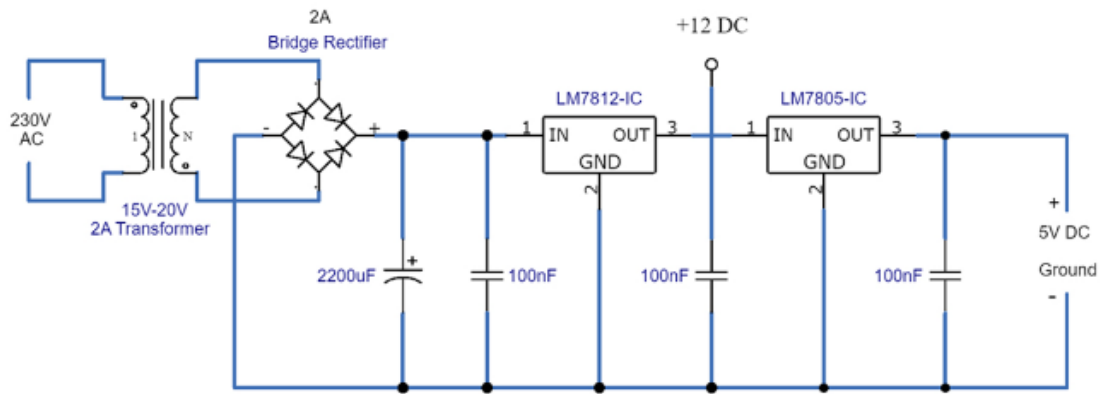 2A
Bridge Rectifier
+12 DC
230V
AC
1
N
15V-20V
2A Transformer
-
+
LM7812-IC
1
IN
OUT
3
GND
2
LM7805-IC
1
IN
OUT
3
GND
2
+
2200uF
100nF
100nF
100nF
+
5V DC
Ground
-